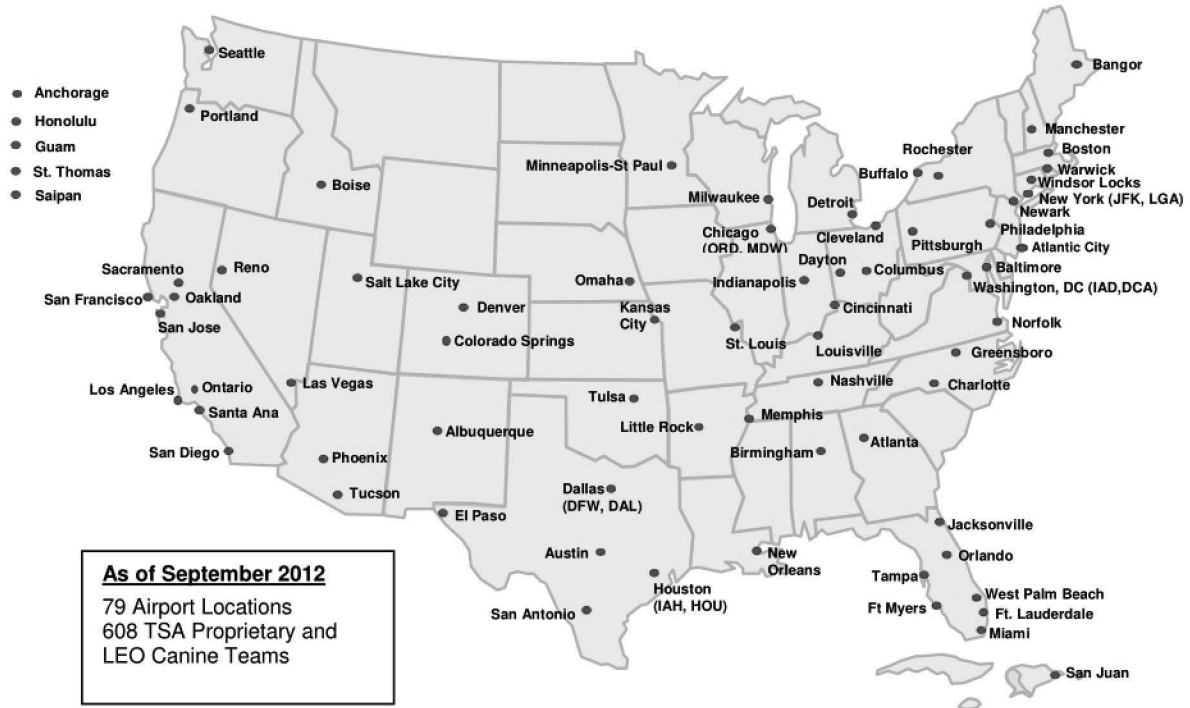 Seattle
Bangor
Anchorage
Portland
Honolulu
Manchester
Guam
Rochester
Boston
Minneapolis-St Paul
St. Thomas
Buffalo
Warwick
Boise
Windsor Locks
Saipan
Milwaukee
Detroit
New York (JFK, LGA)
Newark
Chicago
(ORD, MDW)
Cleveland
Philadelphia
Pittsburgh
Atlantic City
Dayton
Sacramento
Reno
Columbus
Baltimore
Salt Lake City
Omaha
Indianapolis
Washington, DC (IAD,DCA)
San Francisco
Oakland
Denver
Kansas
City
Cincinnati
San Jose
Norfolk
Colorado Springs
St. Louis
Louisville
Greensboro
Los Angeles
Ontario
Las Vegas
Nashville
Charlotte
Tulsa
Santa Ana
Memphis
Albuquerque
Little Rock
Atlanta
San Diego
Birmingham
Phoenix
Tucson
Dallas
(DFW, DAL)
El Paso
Jacksonville
Austin
New
Orleans
Orlando
As of September 2012
79 Airport Locations
608 TSA Proprietary and
LEO Canine Teams
Houston
(IAH, HOU)
Tampa
West Palm Beach
San Antonio
Ft Myers
Ft. Lauderdale
Miami
San Juan